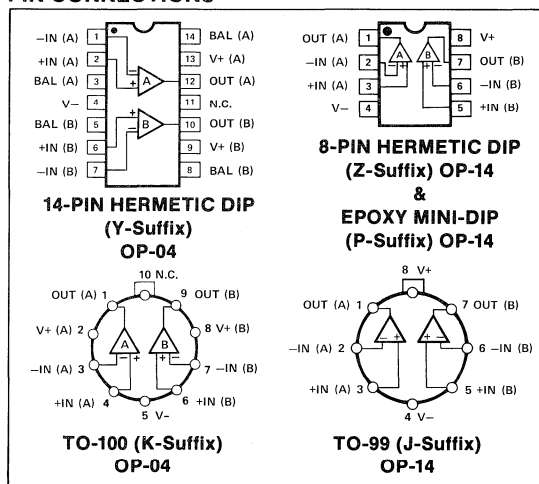 PIN CONNECTIONS
−IN (A) 1
+IN (A) 2
BAL (A) 3
V− 4
BAL (B) 5
+IN (B) 6
−IN (B) 7
14 BAL (A)
13 V+ (A)
12 OUT (A)
11 N.C.
10 OUT (B)
9 V+ (B)
8 BAL (B)
− + A
+ − B
14-PIN HERMETIC DIP
(Y-Suffix)
OP-04
OUT (A) 1
−IN (A) 2
+IN (A) 3
V− 4
8 V+
7 OUT (B)
6 −IN (B)
5 +IN (B)
A B
− + − +
8-PIN HERMETIC DIP
(Z-Suffix) OP-14
&
EPOXY MINI-DIP
(P-Suffix) OP-14
10 N.C.
OUT (A) 1
9 OUT (B)
V+ (A) 2
8 V+ (B)
A B
− + + −
−IN (A) 3
7 −IN (B)
+IN (A) 4
6 +IN (B)
5 V−
TO-100 (K-Suffix)
OP-04
8 V+
OUT (A) 1
7 OUT (B)
− + + −
−IN (A) 2
6 −IN (B)
+IN (A) 3
5 +IN (B)
4 V−
TO-99 (J-Suffix)
OP-14